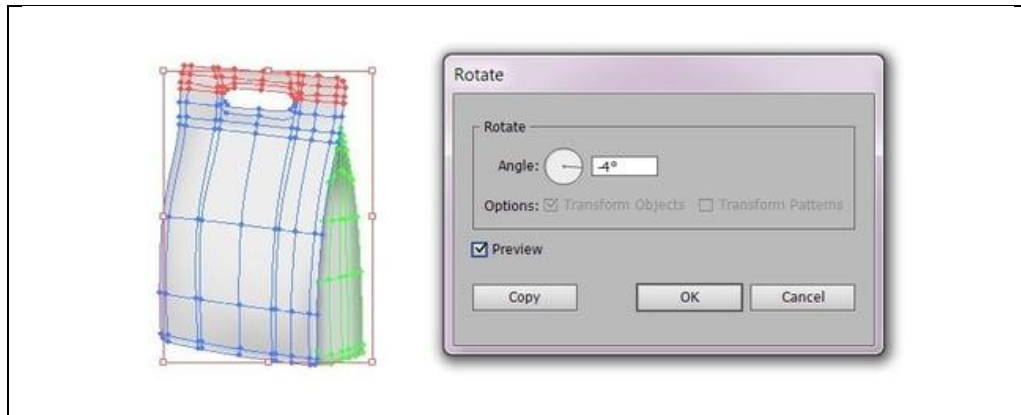 Rotate
Rotate
Angle: -4°
Options: Transform Objects Transform Patterns
Preview
Copy OK Cancel